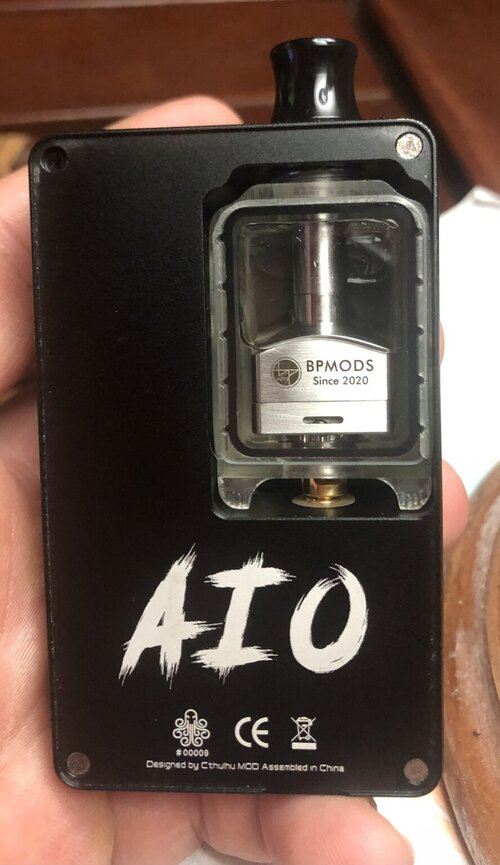 BPMODS
Since 2020
AIO
#00009
CE
Designed by Cthulhu MOD Assembled in China